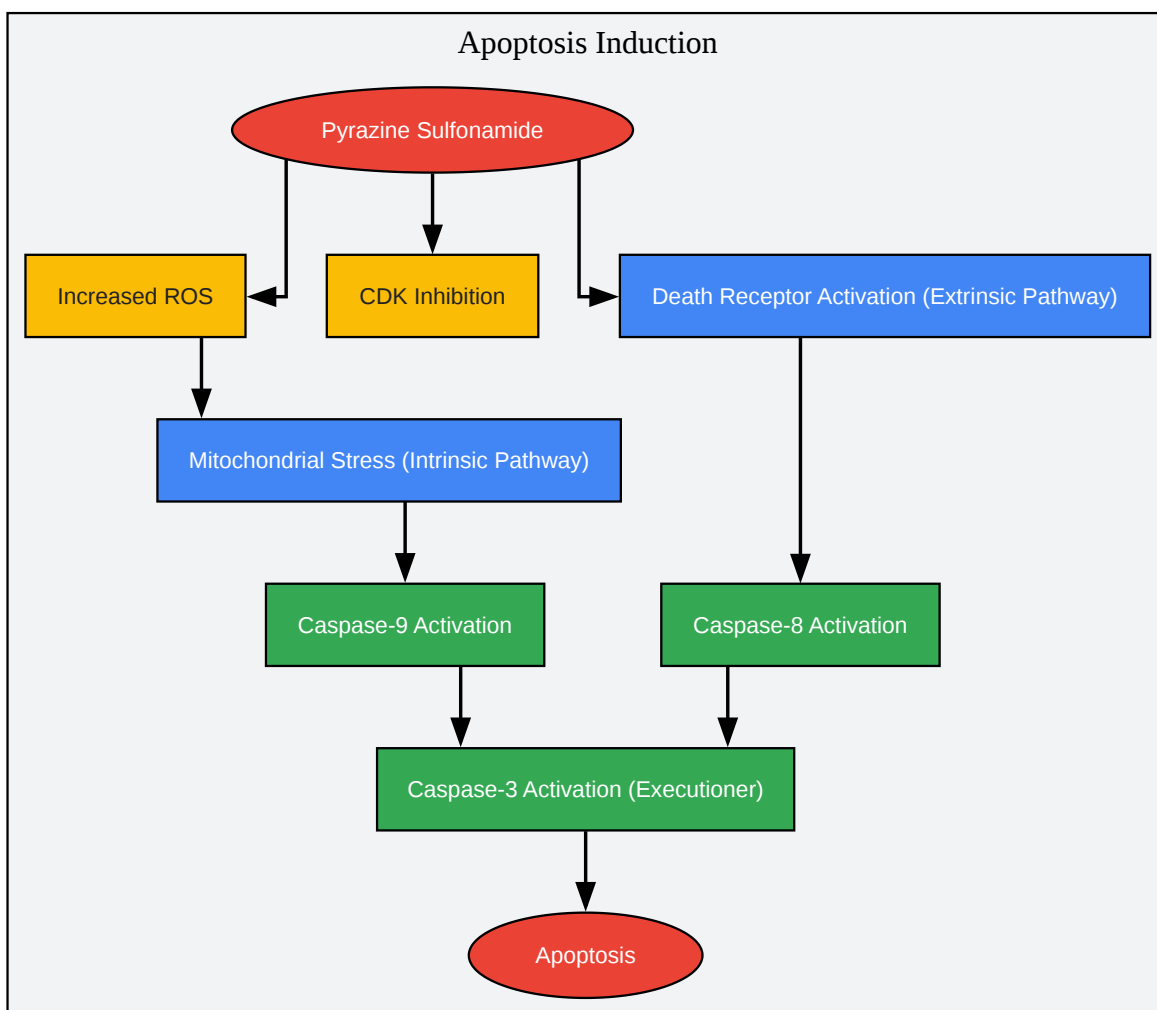 Apoptosis Induction
Pyrazine Sulfonamide
Increased ROS
CDK Inhibition
Death Receptor Activation (Extrinsic Pathway)
Mitochondrial Stress (Intrinsic Pathway)
Caspase-9 Activation
Caspase-8 Activation
Caspase-3 Activation (Executioner)
Apoptosis